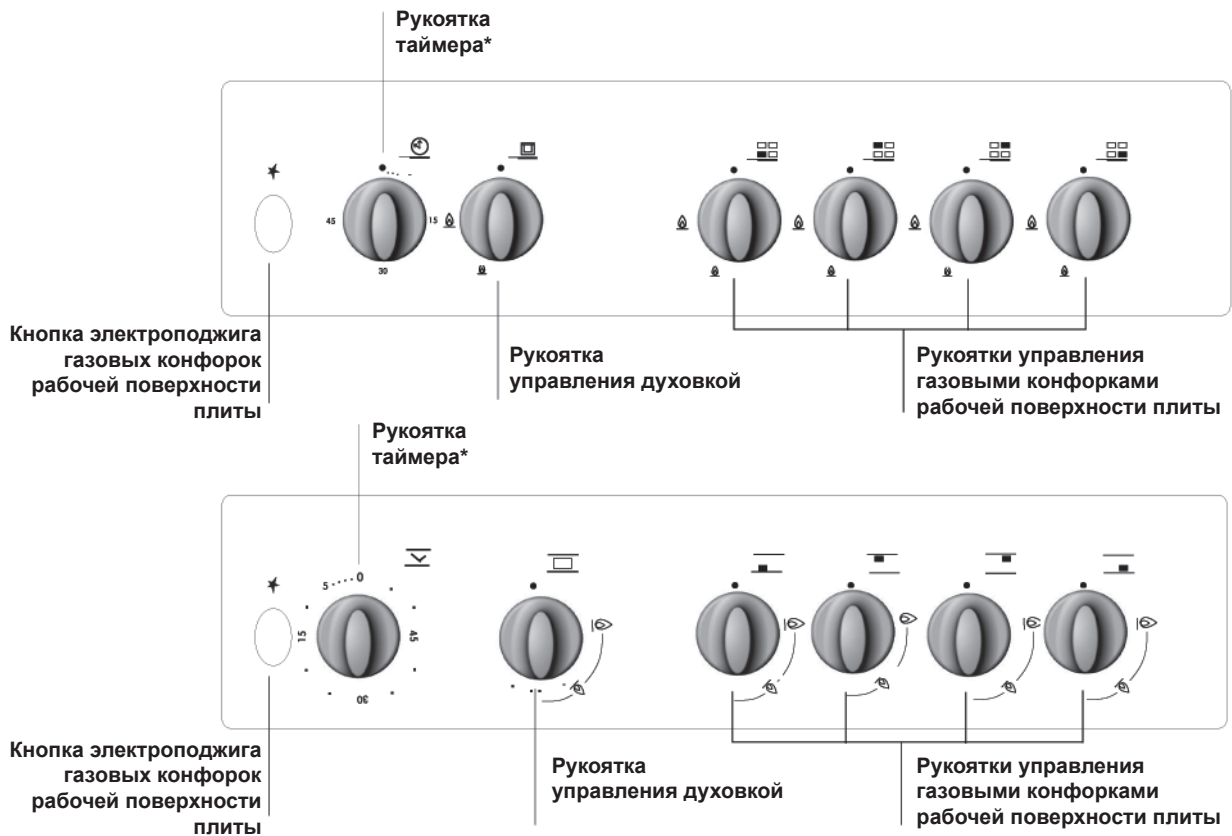 Рукоятка
таймера*
45
15
30
Кнопка электроподжига
газовых конфорок
рабочей поверхности
плиты
Рукоятка
управления духовкой
Рукоятки управления
газовыми конфорками
рабочей поверхности плиты
Рукоятка
таймера*
5
0
15
45
30
Кнопка электроподжига
газовых конфорок
рабочей поверхности
плиты
Рукоятка
управления духовкой
Рукоятки управления
газовыми конфорками
рабочей поверхности плиты